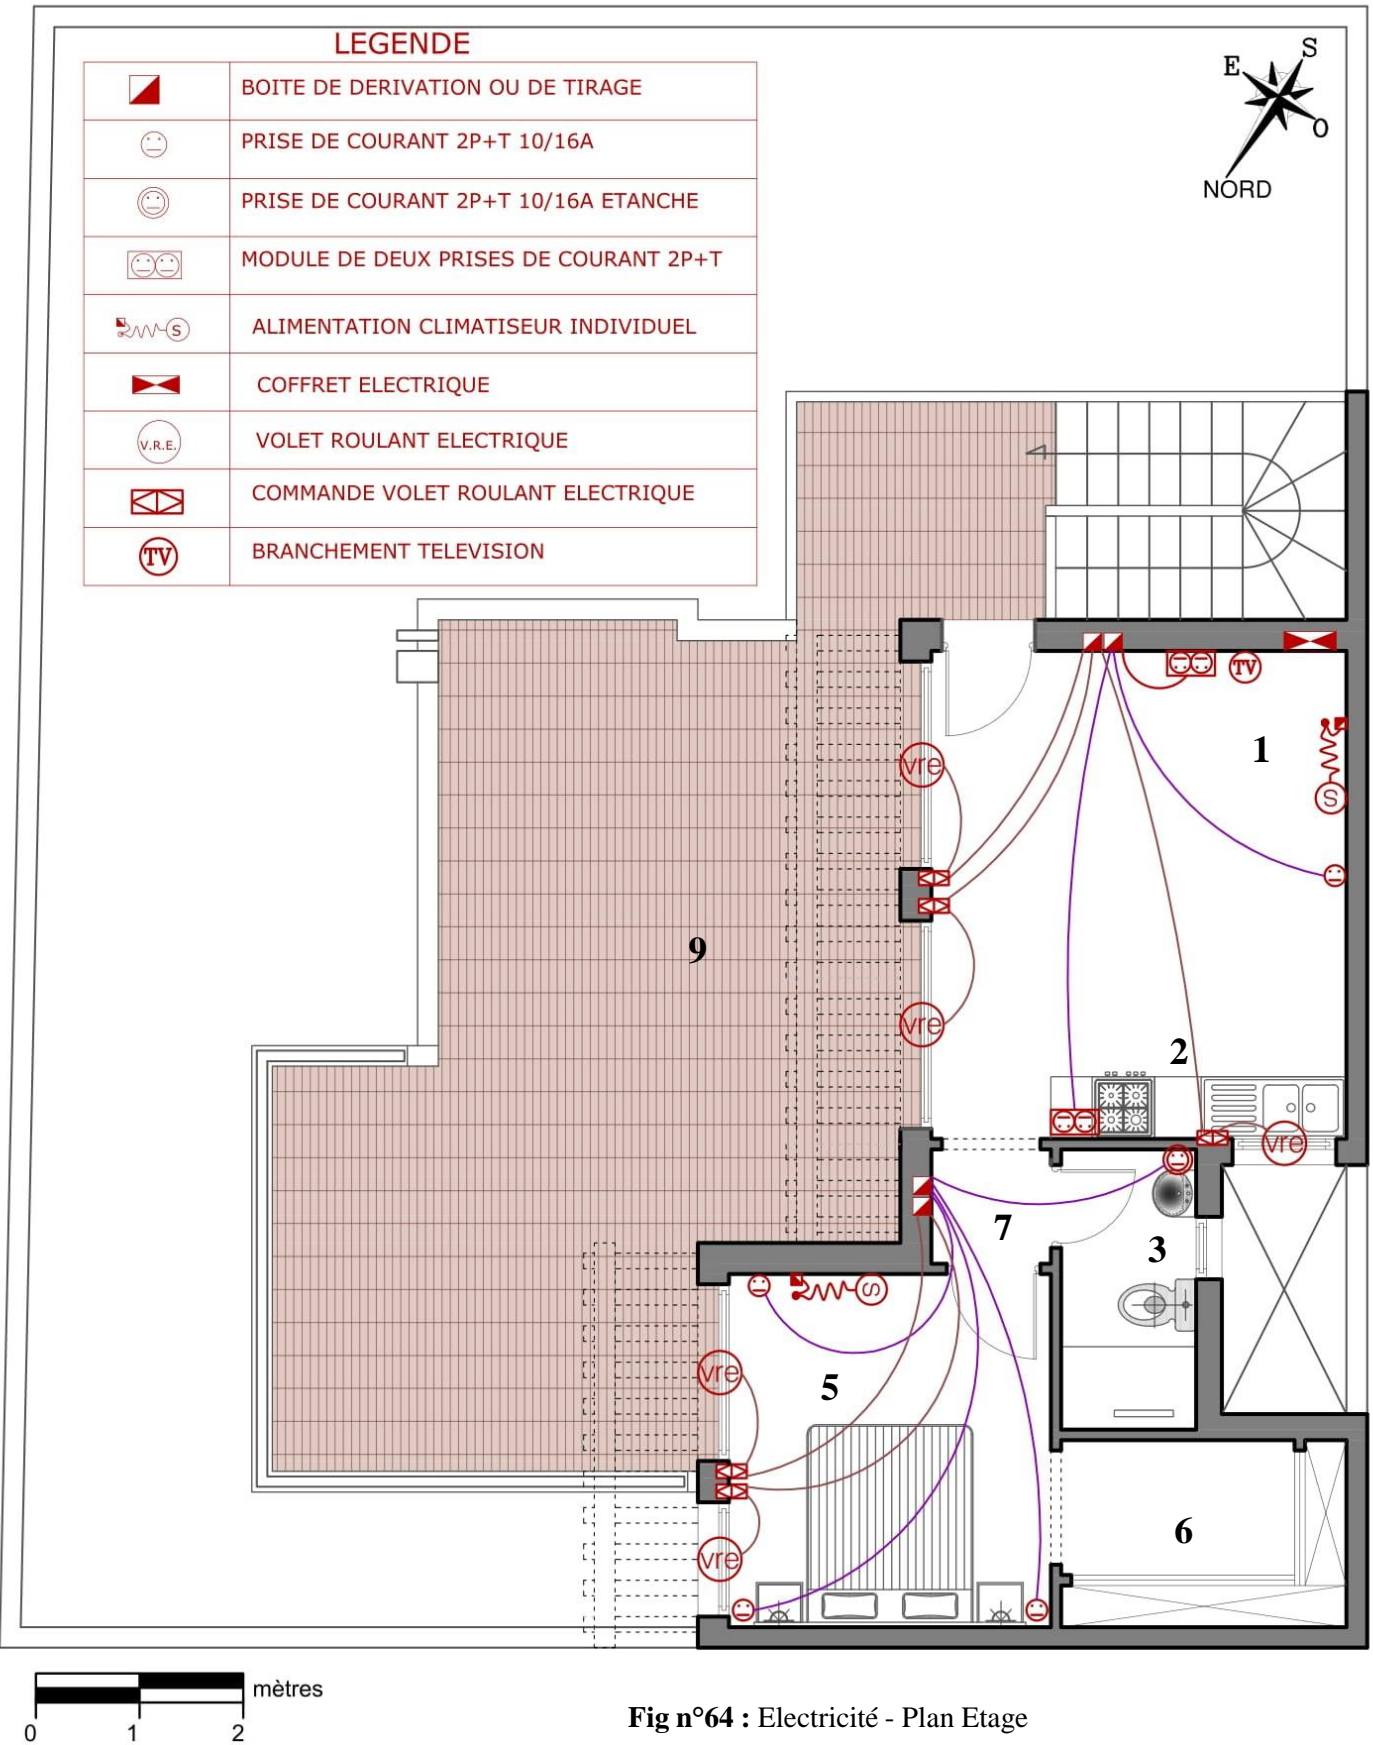 LEGENDE
BOITE DE DERIVATION OU DE TIRAGE
PRISE DE COURANT 2P+T 10/16A
PRISE DE COURANT 2P+T 10/16A ETANCHE
MODULE DE DEUX PRISES DE COURANT 2P+T
S ALIMENTATION CLIMATISEUR INDIVIDUEL
COFFRET ELECTRIQUE
V.R.E. VOLET ROULANT ELECTRIQUE
COMMANDE VOLET ROULANT ELECTRIQUE
TV BRANCHEMENT TELEVISION
S
E
O
NORD
TV
1
vre
S
9
vre
2
vre
7
3
S
vre
5
6
vre
mètres
0 1 2
Fig n°64 : Electricité - Plan Etage